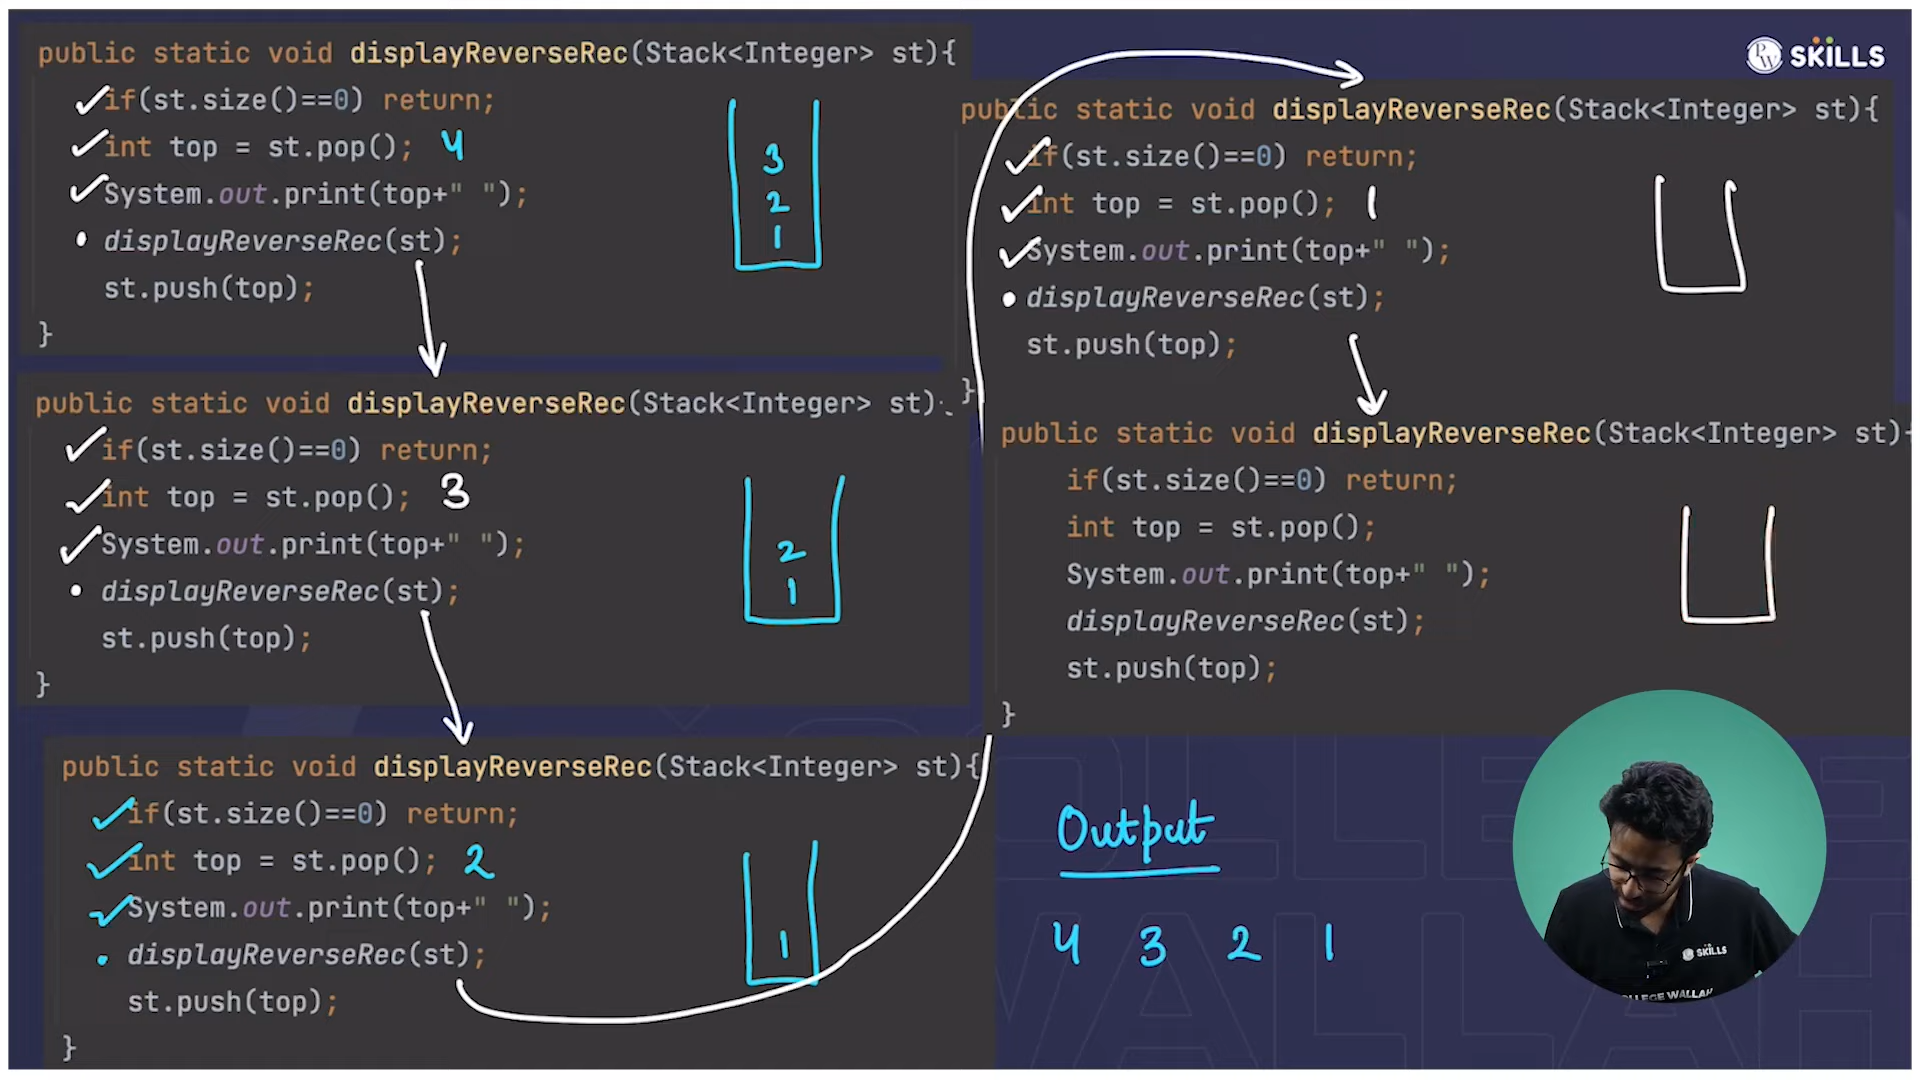 public static void displayReverseRec(Stack<Integer> st){
if(st.size()==0) return;
int top = st.pop(); 4
System.out.print(top+" ");
displayReverseRec(st);
st.push(top);
}
3
2
1
public static void displayReverseRec(Stack<Integer> st)
if(st.size()==0) return;
int top = st.pop(); 3
System.out.print(top+" ");
displayReverseRec(st);
st.push(top);
}
2
1
public static void displayReverseRec(Stack<Integer> st){
if(st.size()==0) return;
int top = st.pop(); 2
System.out.print(top+" ");
displayReverseRec(st);
st.push(top);
}
1
PW SKILLS
public static void displayReverseRec(Stack<Integer> st){
if(st.size()==0) return;
int top = st.pop(); 1
System.out.print(top+" ");
displayReverseRec(st);
st.push(top);
}
public static void displayReverseRec(Stack<Integer> st){
if(st.size()==0) return;
int top = st.pop();
System.out.print(top+" ");
displayReverseRec(st);
st.push(top);
}
Output
4 3 2 1
SKILLS
COLLEGE WALLAH